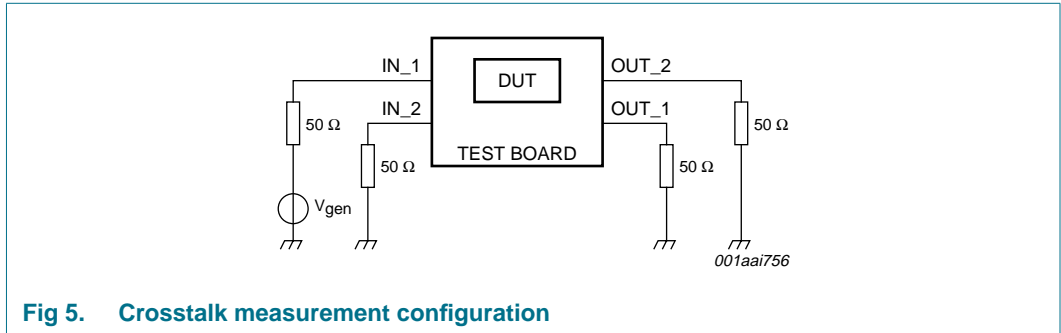 IN_1
OUT_2
DUT
IN_2
OUT_1
50 Ω
50 Ω
TEST BOARD
50 Ω
50 Ω
Vgen
001aai756
Fig 5. Crosstalk measurement configuration